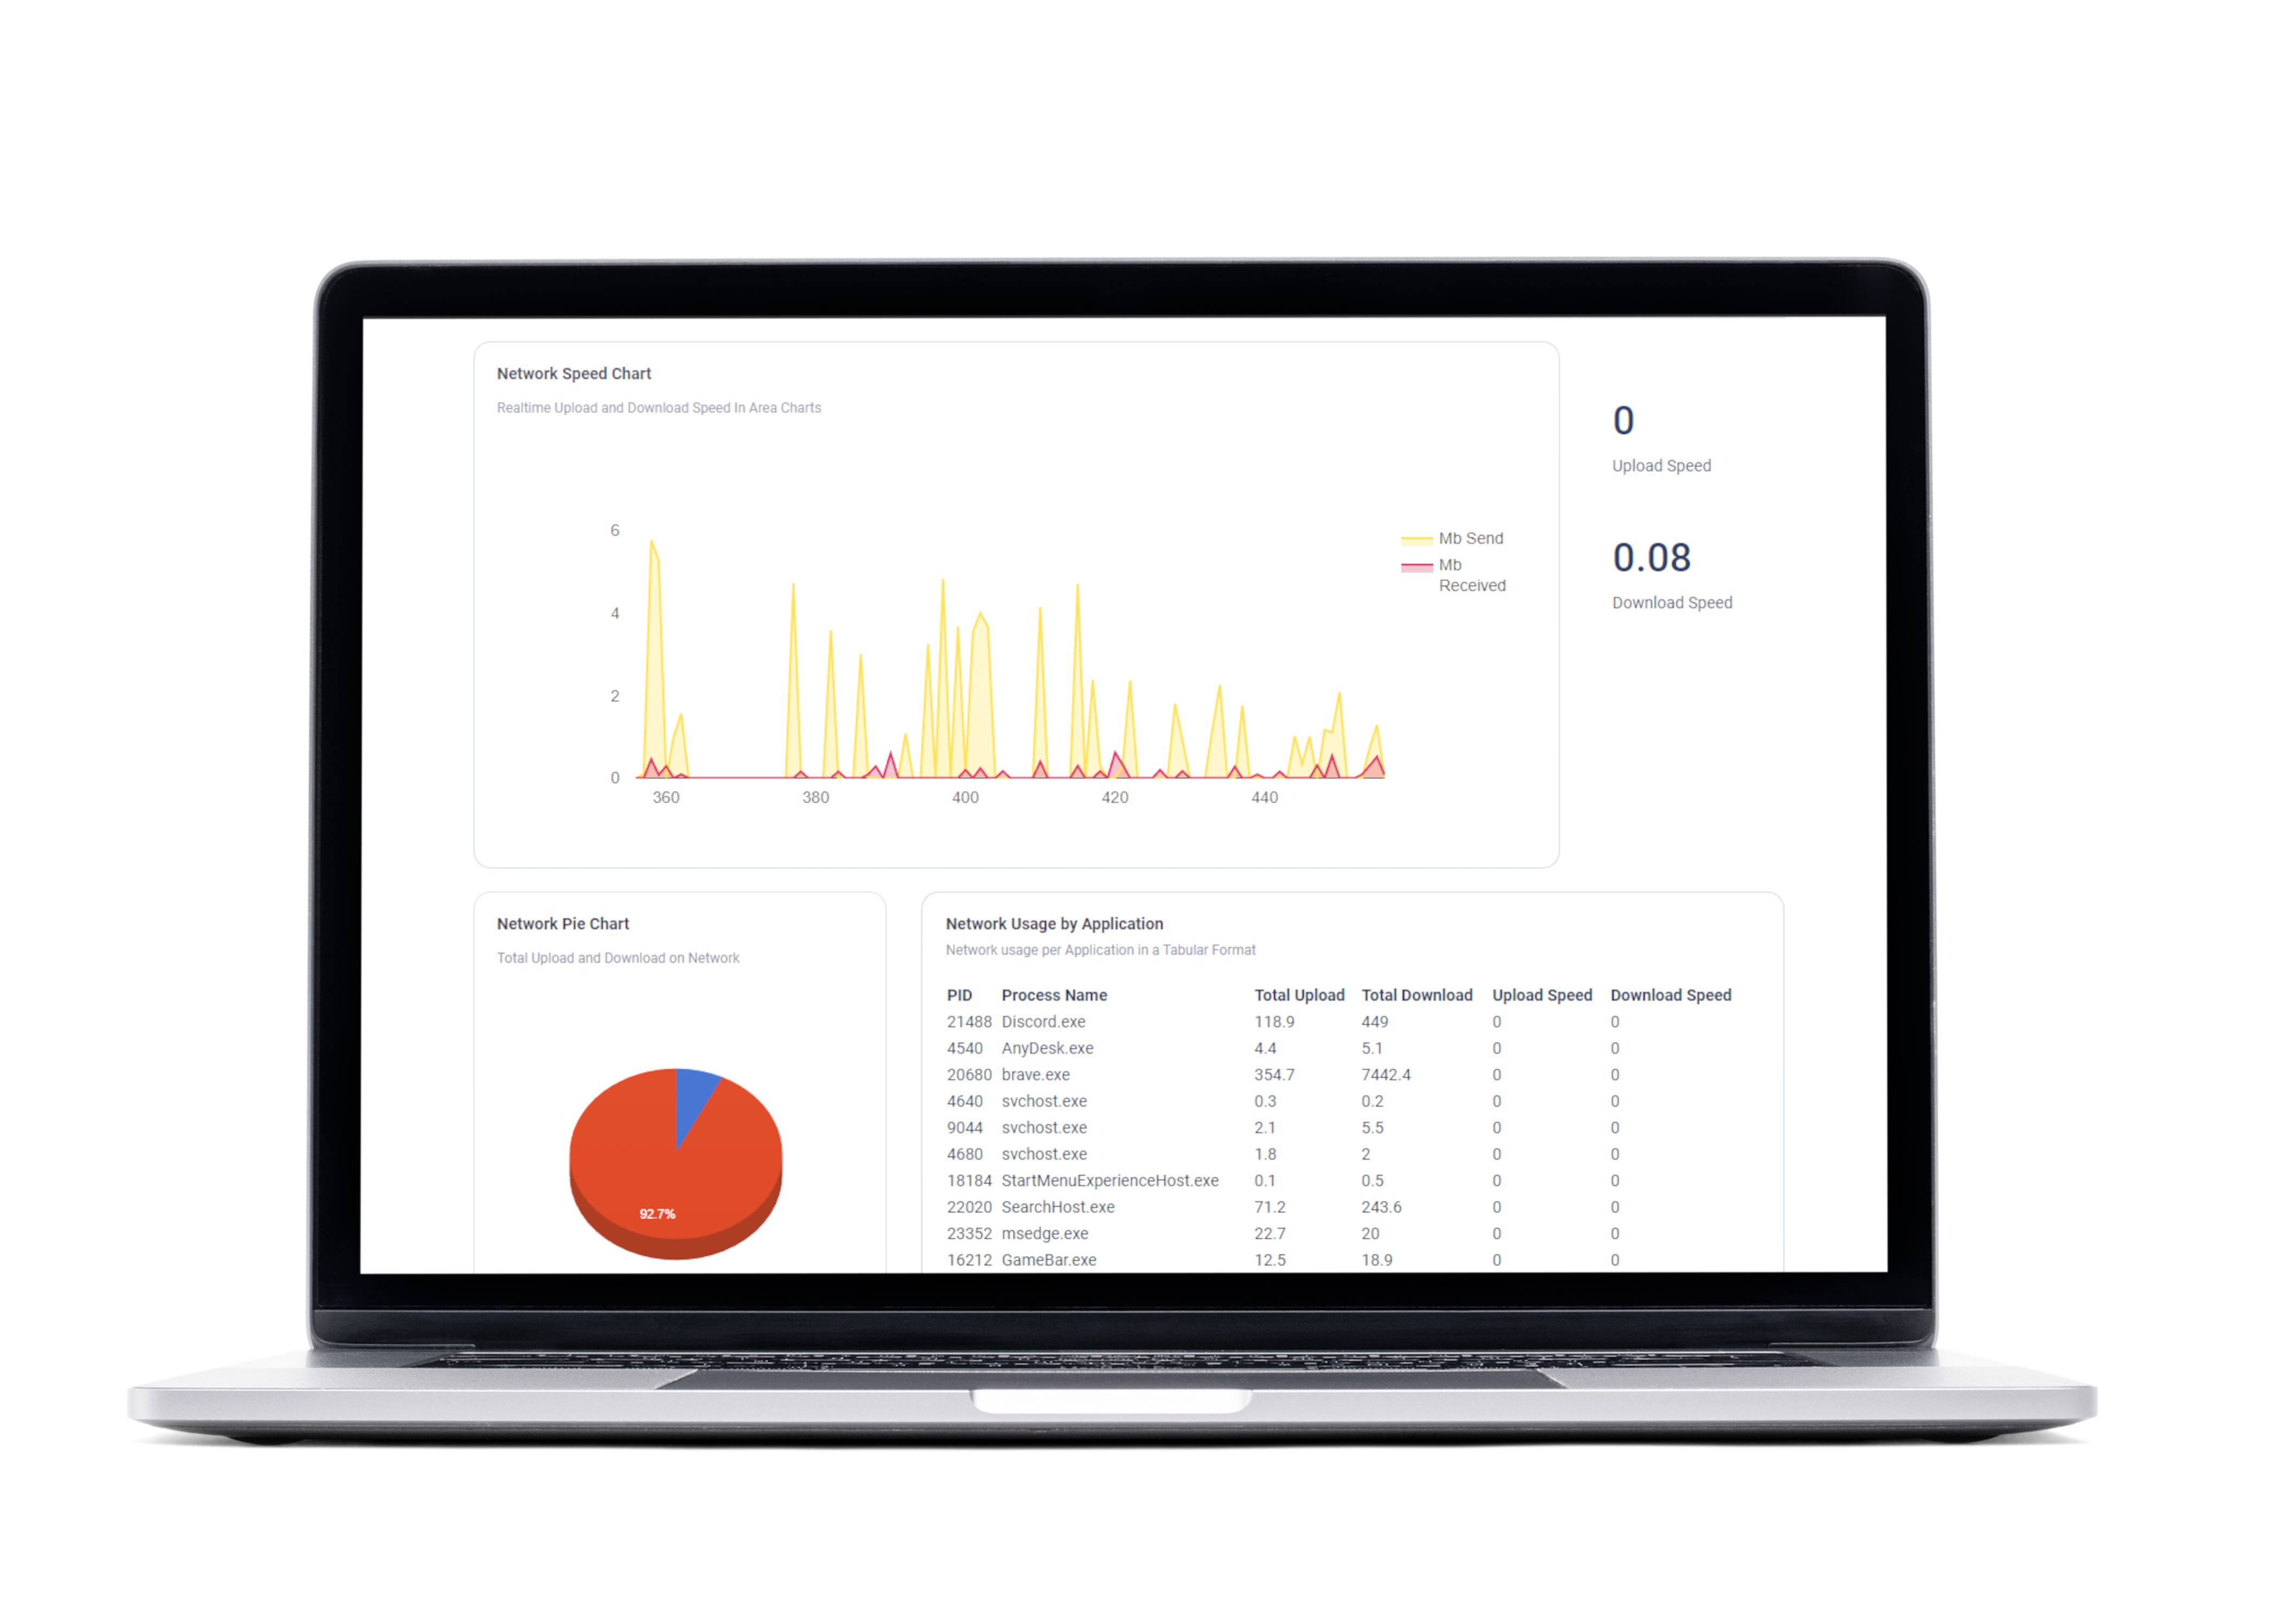 Network Speed Chart
Realtime Upload and Download Speed In Area Charts
0
Upload Speed
0.08
Download Speed
6
4
2
0
360 380 400 420 440
Mb Send
Mb
Received
Network Pie Chart
Total Upload and Download on Network
92.7%
Network Usage by Application
Network usage per Application in a Tabular Format
PID Process Name Total Upload Total Download Upload Speed Download Speed
21488 Discord.exe 118.9 449 0 0
4540 AnyDesk.exe 4.4 5.1 0 0
20680 brave.exe 354.7 7442.4 0 0
4640 svchost.exe 0.3 0.2 0 0
9044 svchost.exe 2.1 5.5 0 0
4680 svchost.exe 1.8 2 0 0
18184 StartMenuExperienceHost.exe 0.1 0.5 0 0
22020 SearchHost.exe 71.2 243.6 0 0
23352 msedge.exe 22.7 20 0 0
16212 GameBar.exe 12.5 18.9 0 0